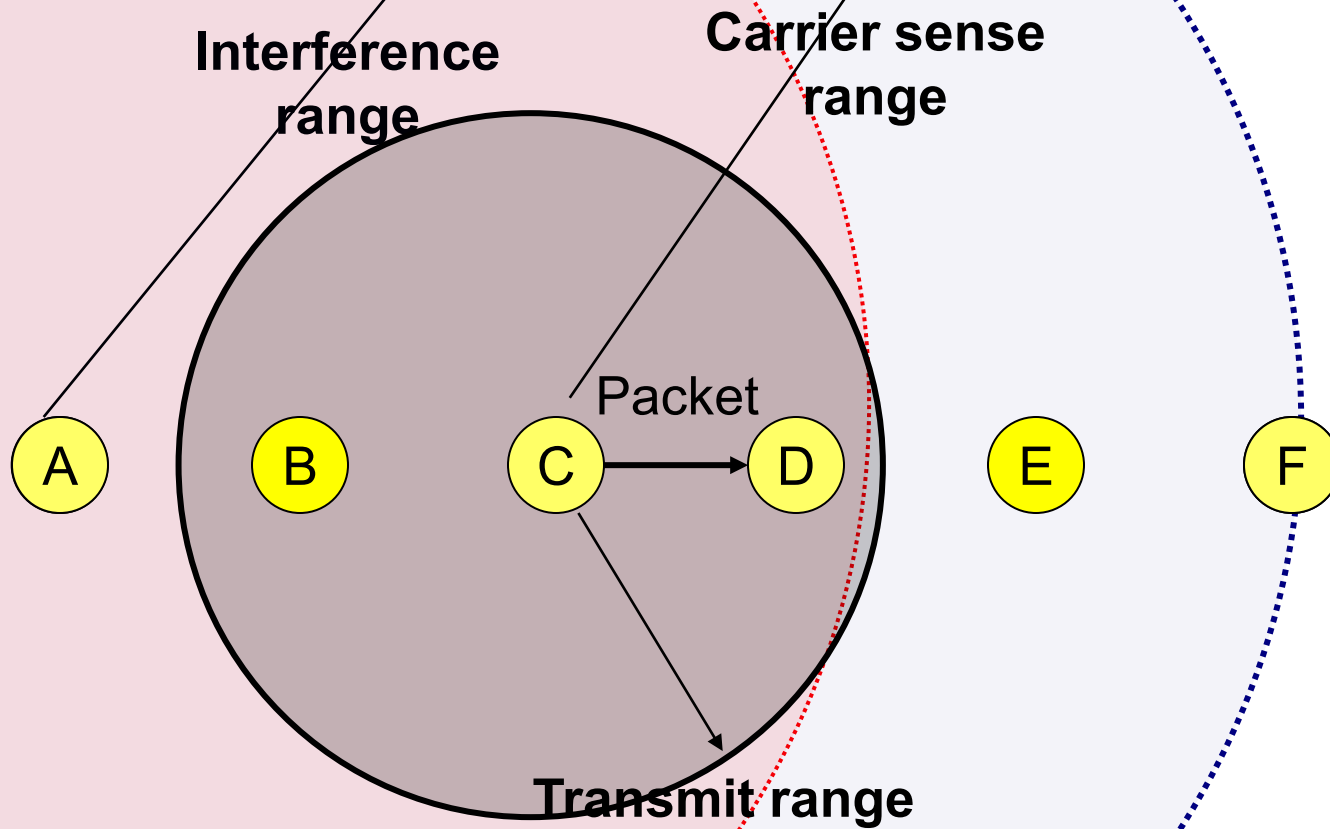 Interference
range
Carrier sense
range
Packet
A
B
C
D
E
F
Transmit range